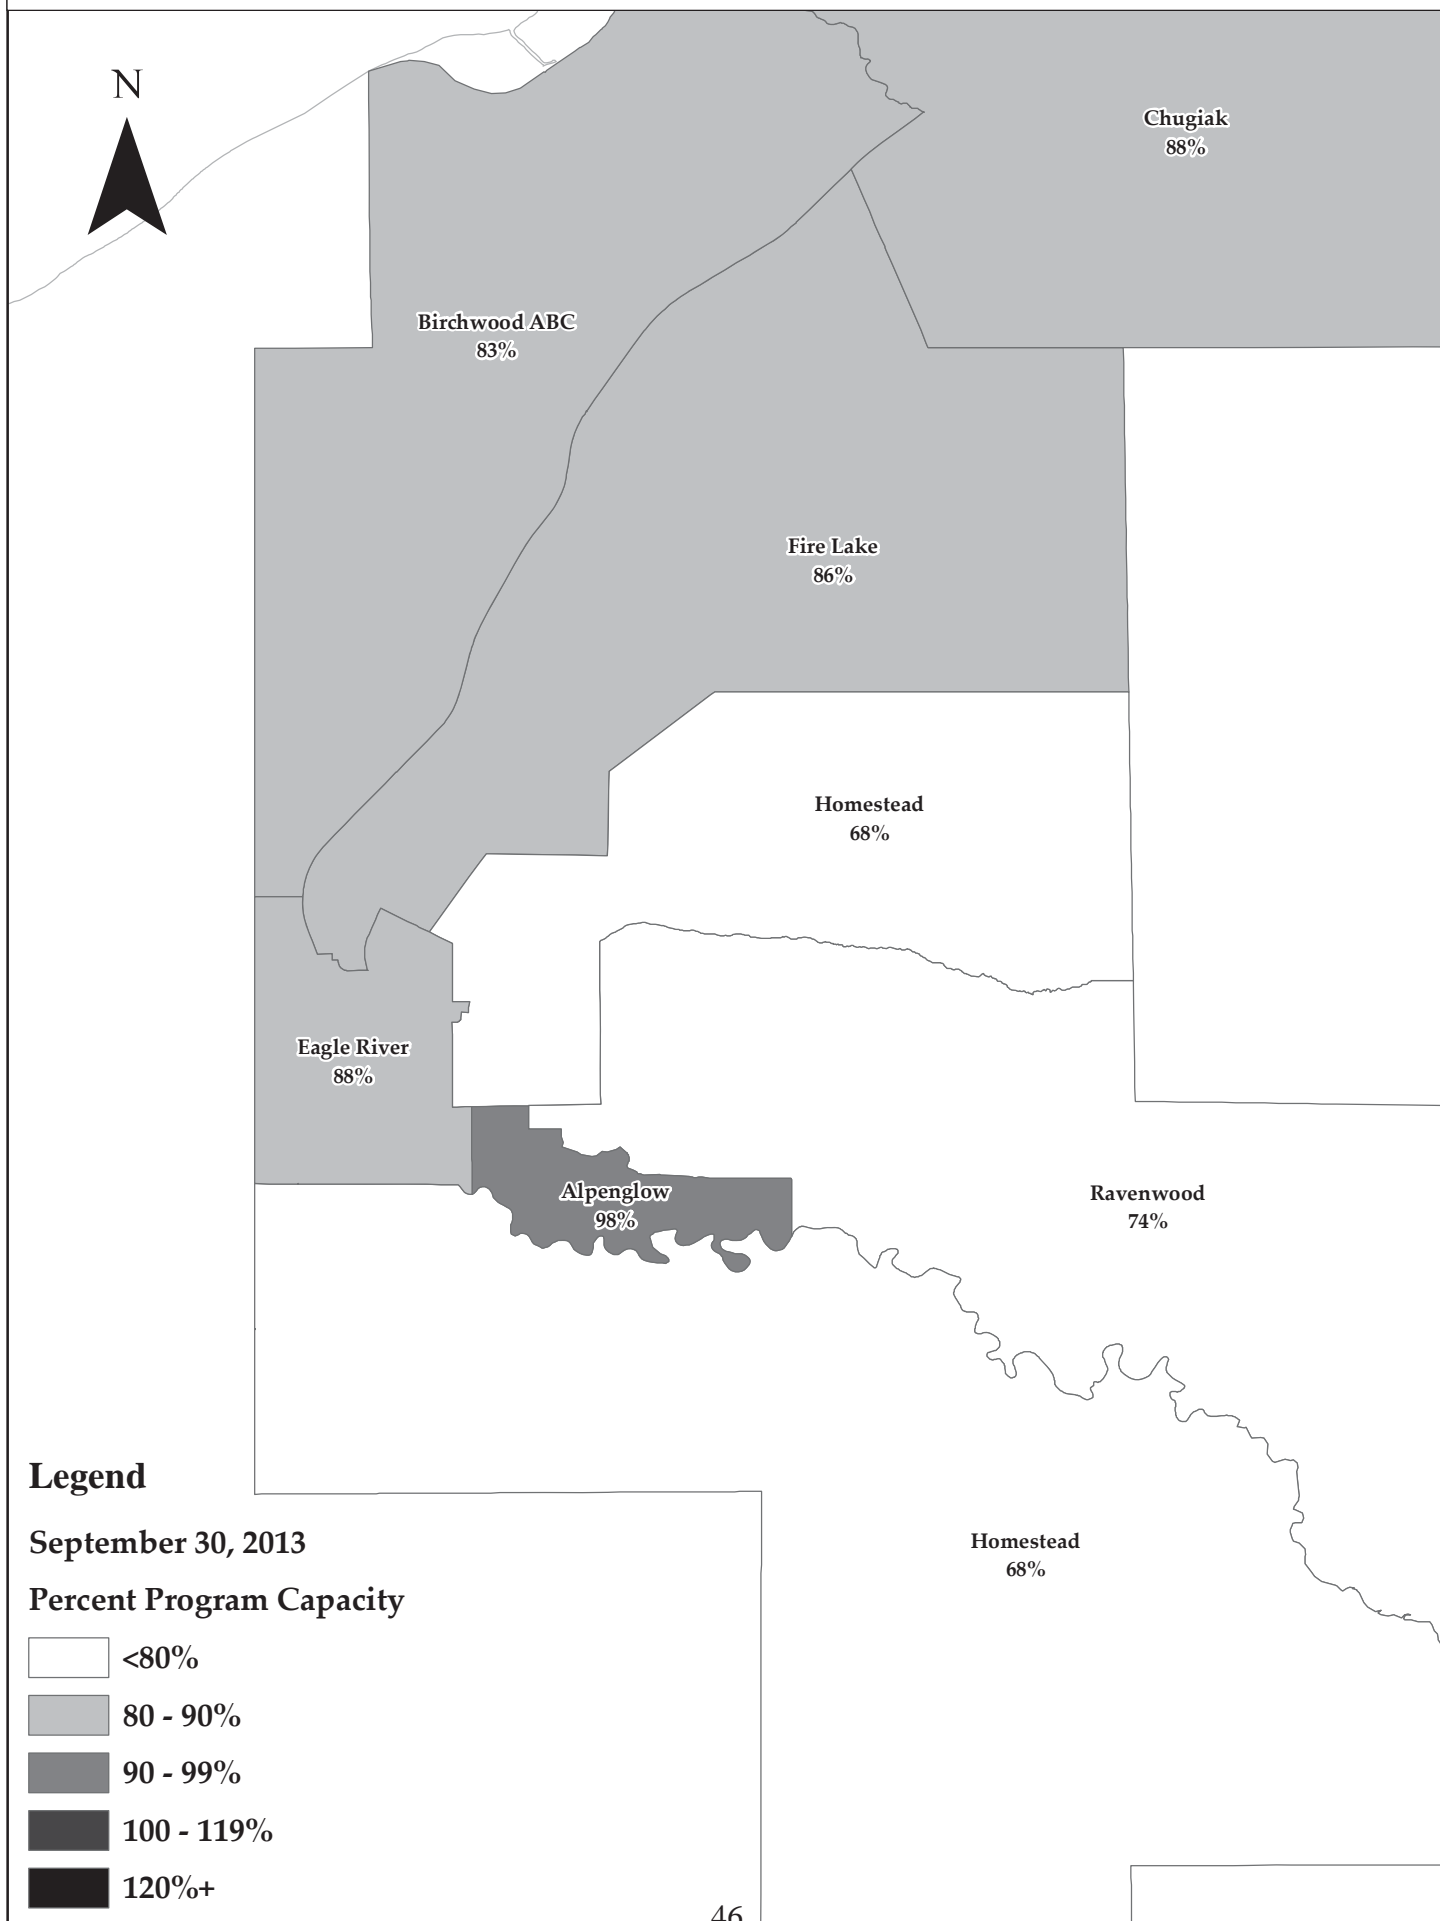 N
Chugiak
88%
Birchwood ABC
83%
Fire Lake
86%
Homestead
68%
Eagle River
88%
Alpenglow
98%
Ravenwood
74%
Homestead
68%
Legend
September 30, 2013
Percent Program Capacity
<80%
80 - 90%
90 - 99%
100 - 119%
120%+
46